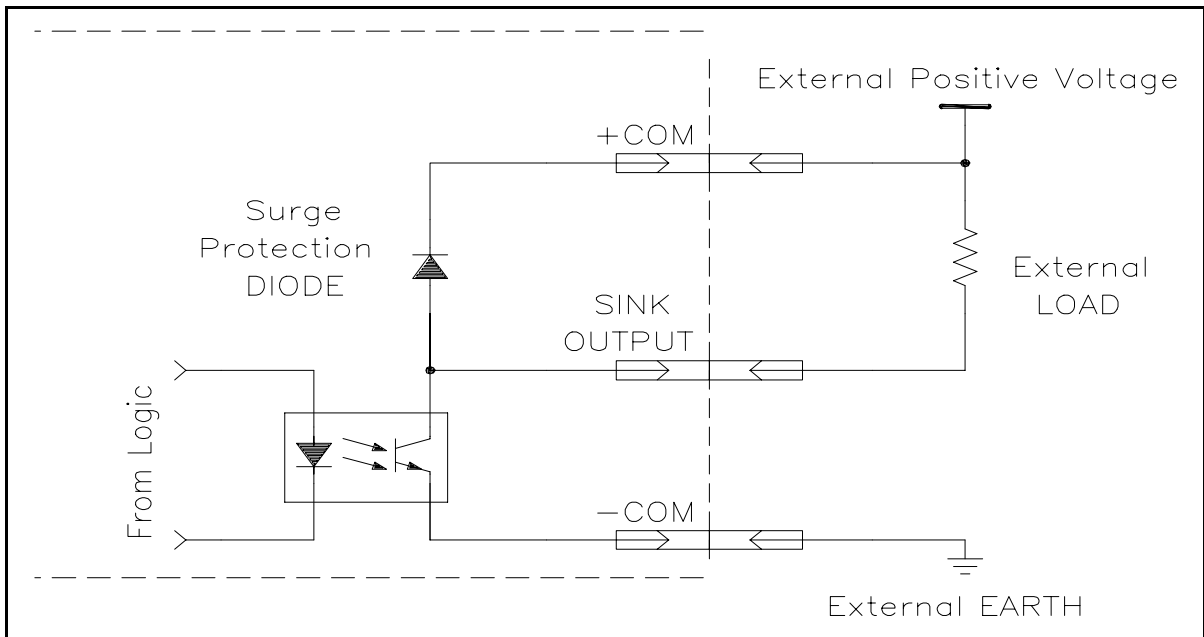 External Positive Voltage
+COM
Surge
Protection
DIODE
External
LOAD
SINK
OUTPUT
From Logic
-COM
External EARTH